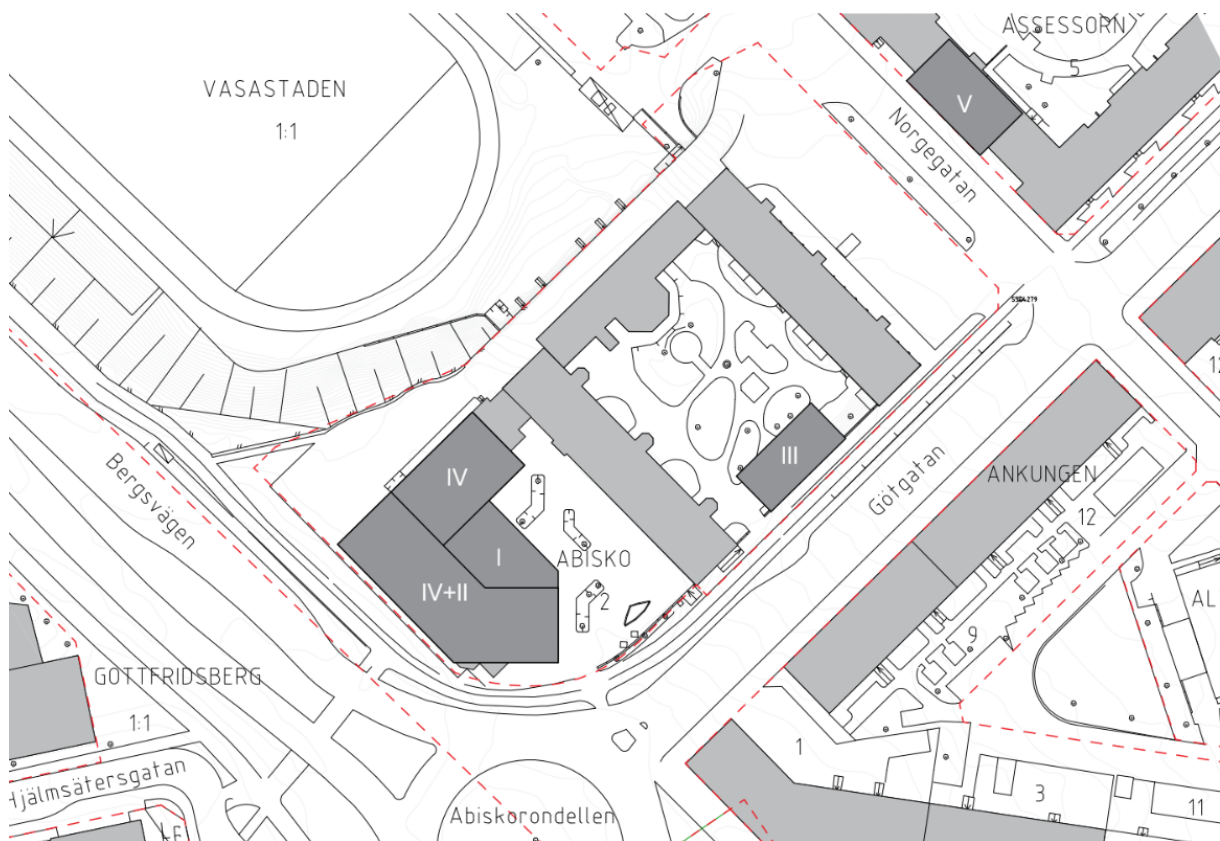 ASSESSORN
5
VASASTADEN
1:1
V
Norgegatan
12
III
Götgatan
ANKUNGEN
12
IV
Bergsvägen
I
ABISKO
IV+II
2
AL
9
GOTTFRIDSBERG
1:1
1
Hjälmsätersgatan
3
11
Abiskorondellen